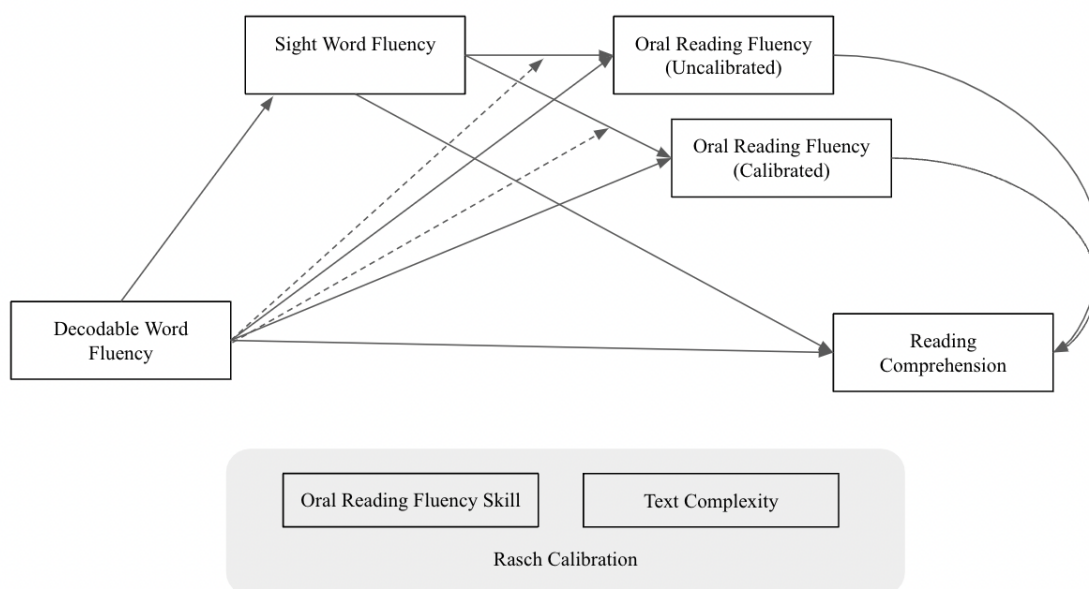 Sight Word Fluency
Oral Reading Fluency
(Uncalibrated)
Oral Reading Fluency
(Calibrated)
Decodable Word
Fluency
Reading
Comprehension
Oral Reading Fluency Skill
Text Complexity
Rasch Calibration